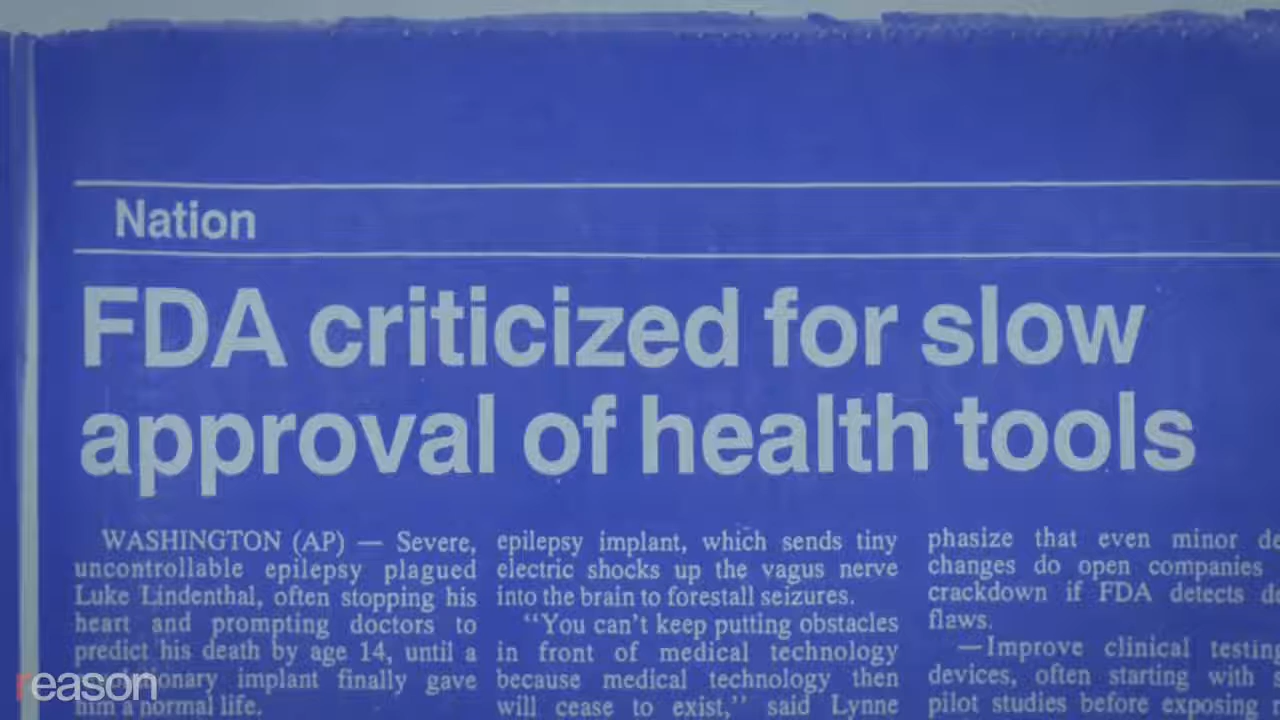 Nation
FDA criticized for slow
approval of health tools
WASHINGTON (AP) — Severe,
uncontrollable epilepsy plagued
Luke Lindenthal, often stopping his
heart and prompting doctors to
predict his death by age 14, until a
implant finally gave
him a normal life.
epilepsy implant, which sends tiny
electric shocks up the vagus nerve
into the brain to forestall seizures.
“You can’t keep putting obstacles
in front of medical technology
because medical technology then
will cease to exist,” said Lynne
phasize that even minor de
changes do open companies
crackdown if FDA detects d
flaws.
—Improve clinical testing
devices, often starting with s
pilot studies before exposing
reason